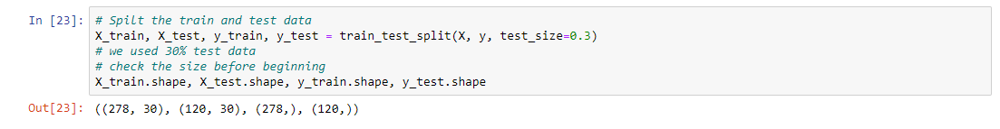 In [23]: # Spilt the train and test data
X_train, X_test, y_train, y_test = train_test_split(X, y, test_size=0.3)
# we used 30% test data
# check the size before beginning
X_train.shape, X_test.shape, y_train.shape, y_test.shape
Out[23]: ((278, 30), (120, 30), (278,), (120,))